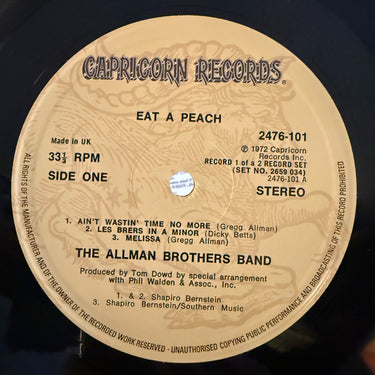 CAPRICORN RECORDS®
EAT A PEACH
Made in UK
33⅓ RPM
SIDE ONE
2476-101
℗ 1972 Capricorn
Records Inc.
RECORD 1 of a 2 RECORD SET
(SET NO. 2659 034)
2476-101 A
STEREO
1. AIN'T WASTIN' TIME NO MORE (Gregg Allman)
2. LES BRERS IN A MINOR (Dicky Betts)
3. MELISSA (Gregg Allman)
THE ALLMAN BROTHERS BAND
Produced by Tom Dowd by special arrangement
with Phil Walden & Assoc., Inc.
1. & 2. Shapiro Bernstein
3. Shapiro Bernstein/Southern Music
ALL RIGHTS OF THE MANUFACTURER AND OF THE OWNER OF THE RECORDED WORK RESERVED - UNAUTHORISED COPYING PUBLIC PERFORMANCE AND BROADCASTING OF THIS RECORD PROHIBITED